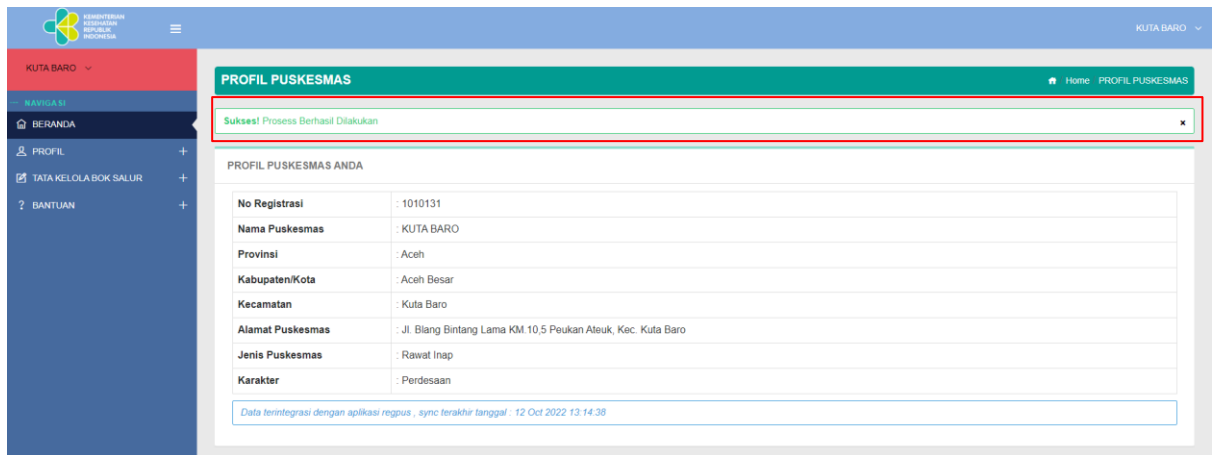 KEMENTERIAN
KESEHATAN
REPUBLIK
INDONESIA
KUTA BARO
KUTA BARO
PROFIL PUSKESMAS
Home PROFIL PUSKESMAS
NAVIGASI
BERANDA
PROFIL +
TATA KELOLA BOK SALUR +
? BANTUAN +
Sukses! Prosess Berhasil Dilakukan x
PROFIL PUSKESMAS ANDA
No Registrasi : 1010131
Nama Puskesmas : KUTA BARO
Provinsi : Aceh
Kabupaten/Kota : Aceh Besar
Kecamatan : Kuta Baro
Alamat Puskesmas : Jl. Blang Bintang Lama KM.10,5 Peukan Ateuk, Kec. Kuta Baro
Jenis Puskesmas : Rawat Inap
Karakter : Perdesaan
Data terintegrasi dengan aplikasi regpus , sync terakhir tanggal : 12 Oct 2022 13:14:38